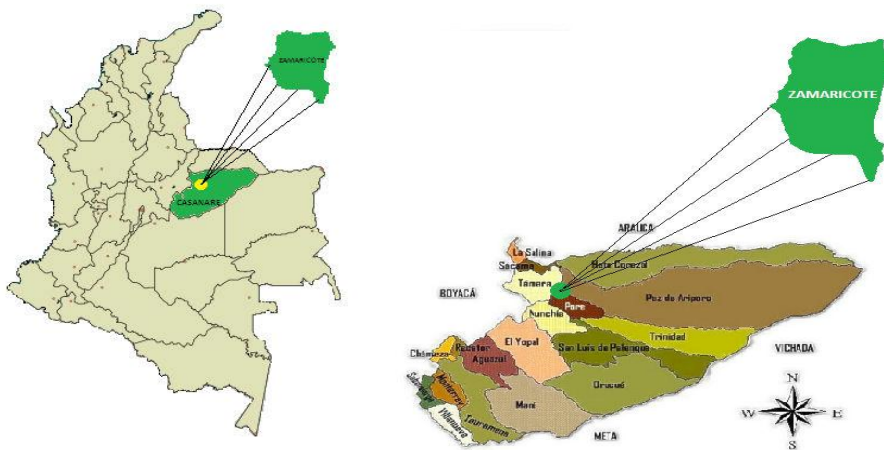 ZAMARICOTE
CASANARE
ZAMARICOTE
ARAUCA
La Salina
Sacama
Hato Corozal
Támara
BOYACÁ
Paz de Ariporo
Pore
Nunchía
Trinidad
El Yopal
San Luis de Palenque
VICHADA
Recetor
Chámeza
Aguazul
Orocué
Sabanalarga
Monterrey
Maní
Tauramena
Villanueva
META
N
W
E
S